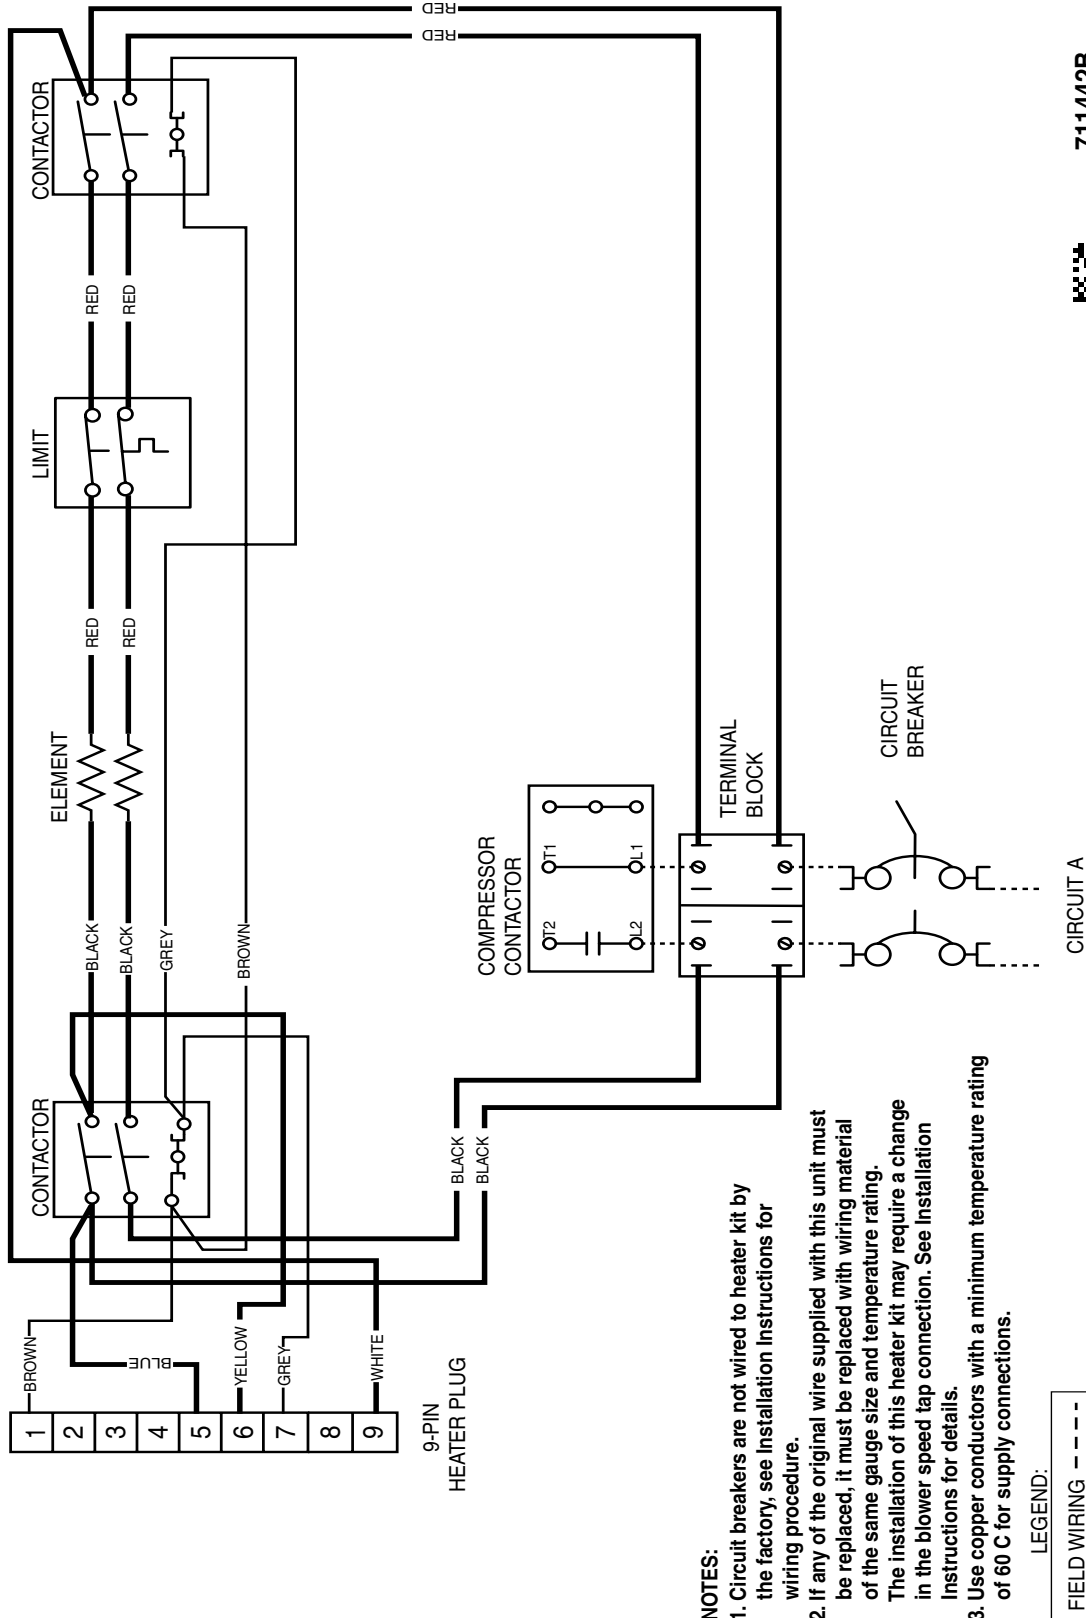 1
2
3
4
5
6
7
8
9
9-PIN
HEATER PLUG
BROWN
BLUE
YELLOW
GREY
WHITE
CONTACTOR
BLACK
BLACK
GREY
BROWN
ELEMENT
RED
RED
LIMIT
RED
RED
CONTACTOR
RED
RED
BLACK
BLACK
COMPRESSOR
CONTACTOR
T2
T1
L2
L1
TERMINAL
BLOCK
CIRCUIT
BREAKER
CIRCUIT A
NOTES:
1. Circuit breakers are not wired to heater kit by
the factory, see Installation Instructions for
wiring procedure.
2. If any of the original wire supplied with this unit must
be replaced, it must be replaced with wiring material
of the same gauge size and temperature rating.
The installation of this heater kit may require a change
in the blower speed tap connection. See Installation
Instructions for details.
3. Use copper conductors with a minimum temperature rating
of 60 C for supply connections.
LEGEND:
FIELD WIRING
711442B